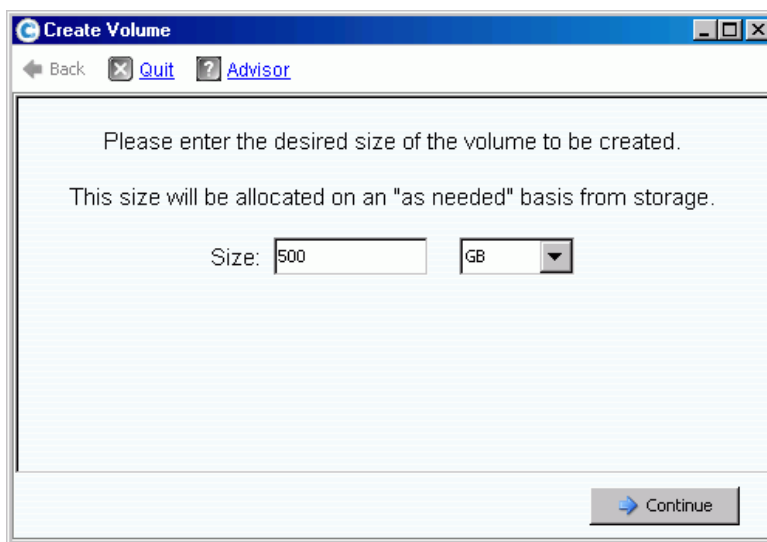 Create Volume
Back Quit ? Advisor
Please enter the desired size of the volume to be created.
This size will be allocated on an "as needed" basis from storage.
Size: 500 GB
Continue